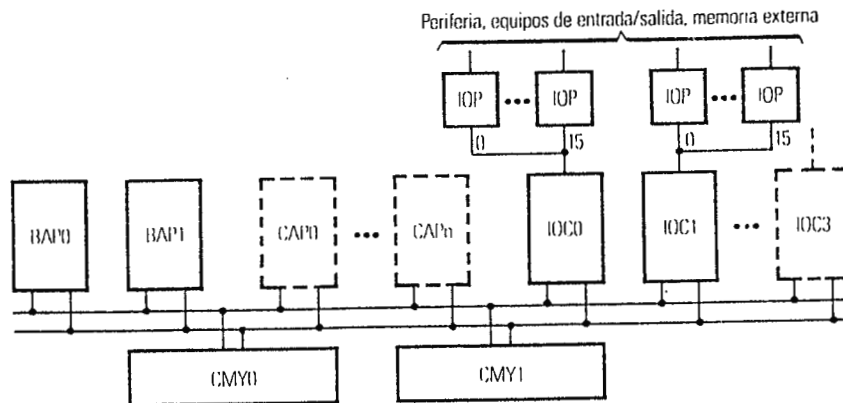 Periferia, equipos de entrada/salida, memoria externa
IOP ••• IOP IOP ••• IOP
0 15 0 15
BAP0 BAP1 CAP0 ••• CAPn IOC0 IOC1 ••• IOC3
CMY0 CMY1